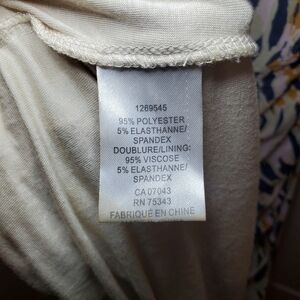 1269545
95% POLYESTER
5% ELASTHANNE/
SPANDEX
DOUBLURE/LINING:
95% VISCOSE
5% ELASTHANNE/
SPANDEX
CA 07043
RN 75343
FABRIQUÉ EN CHINE